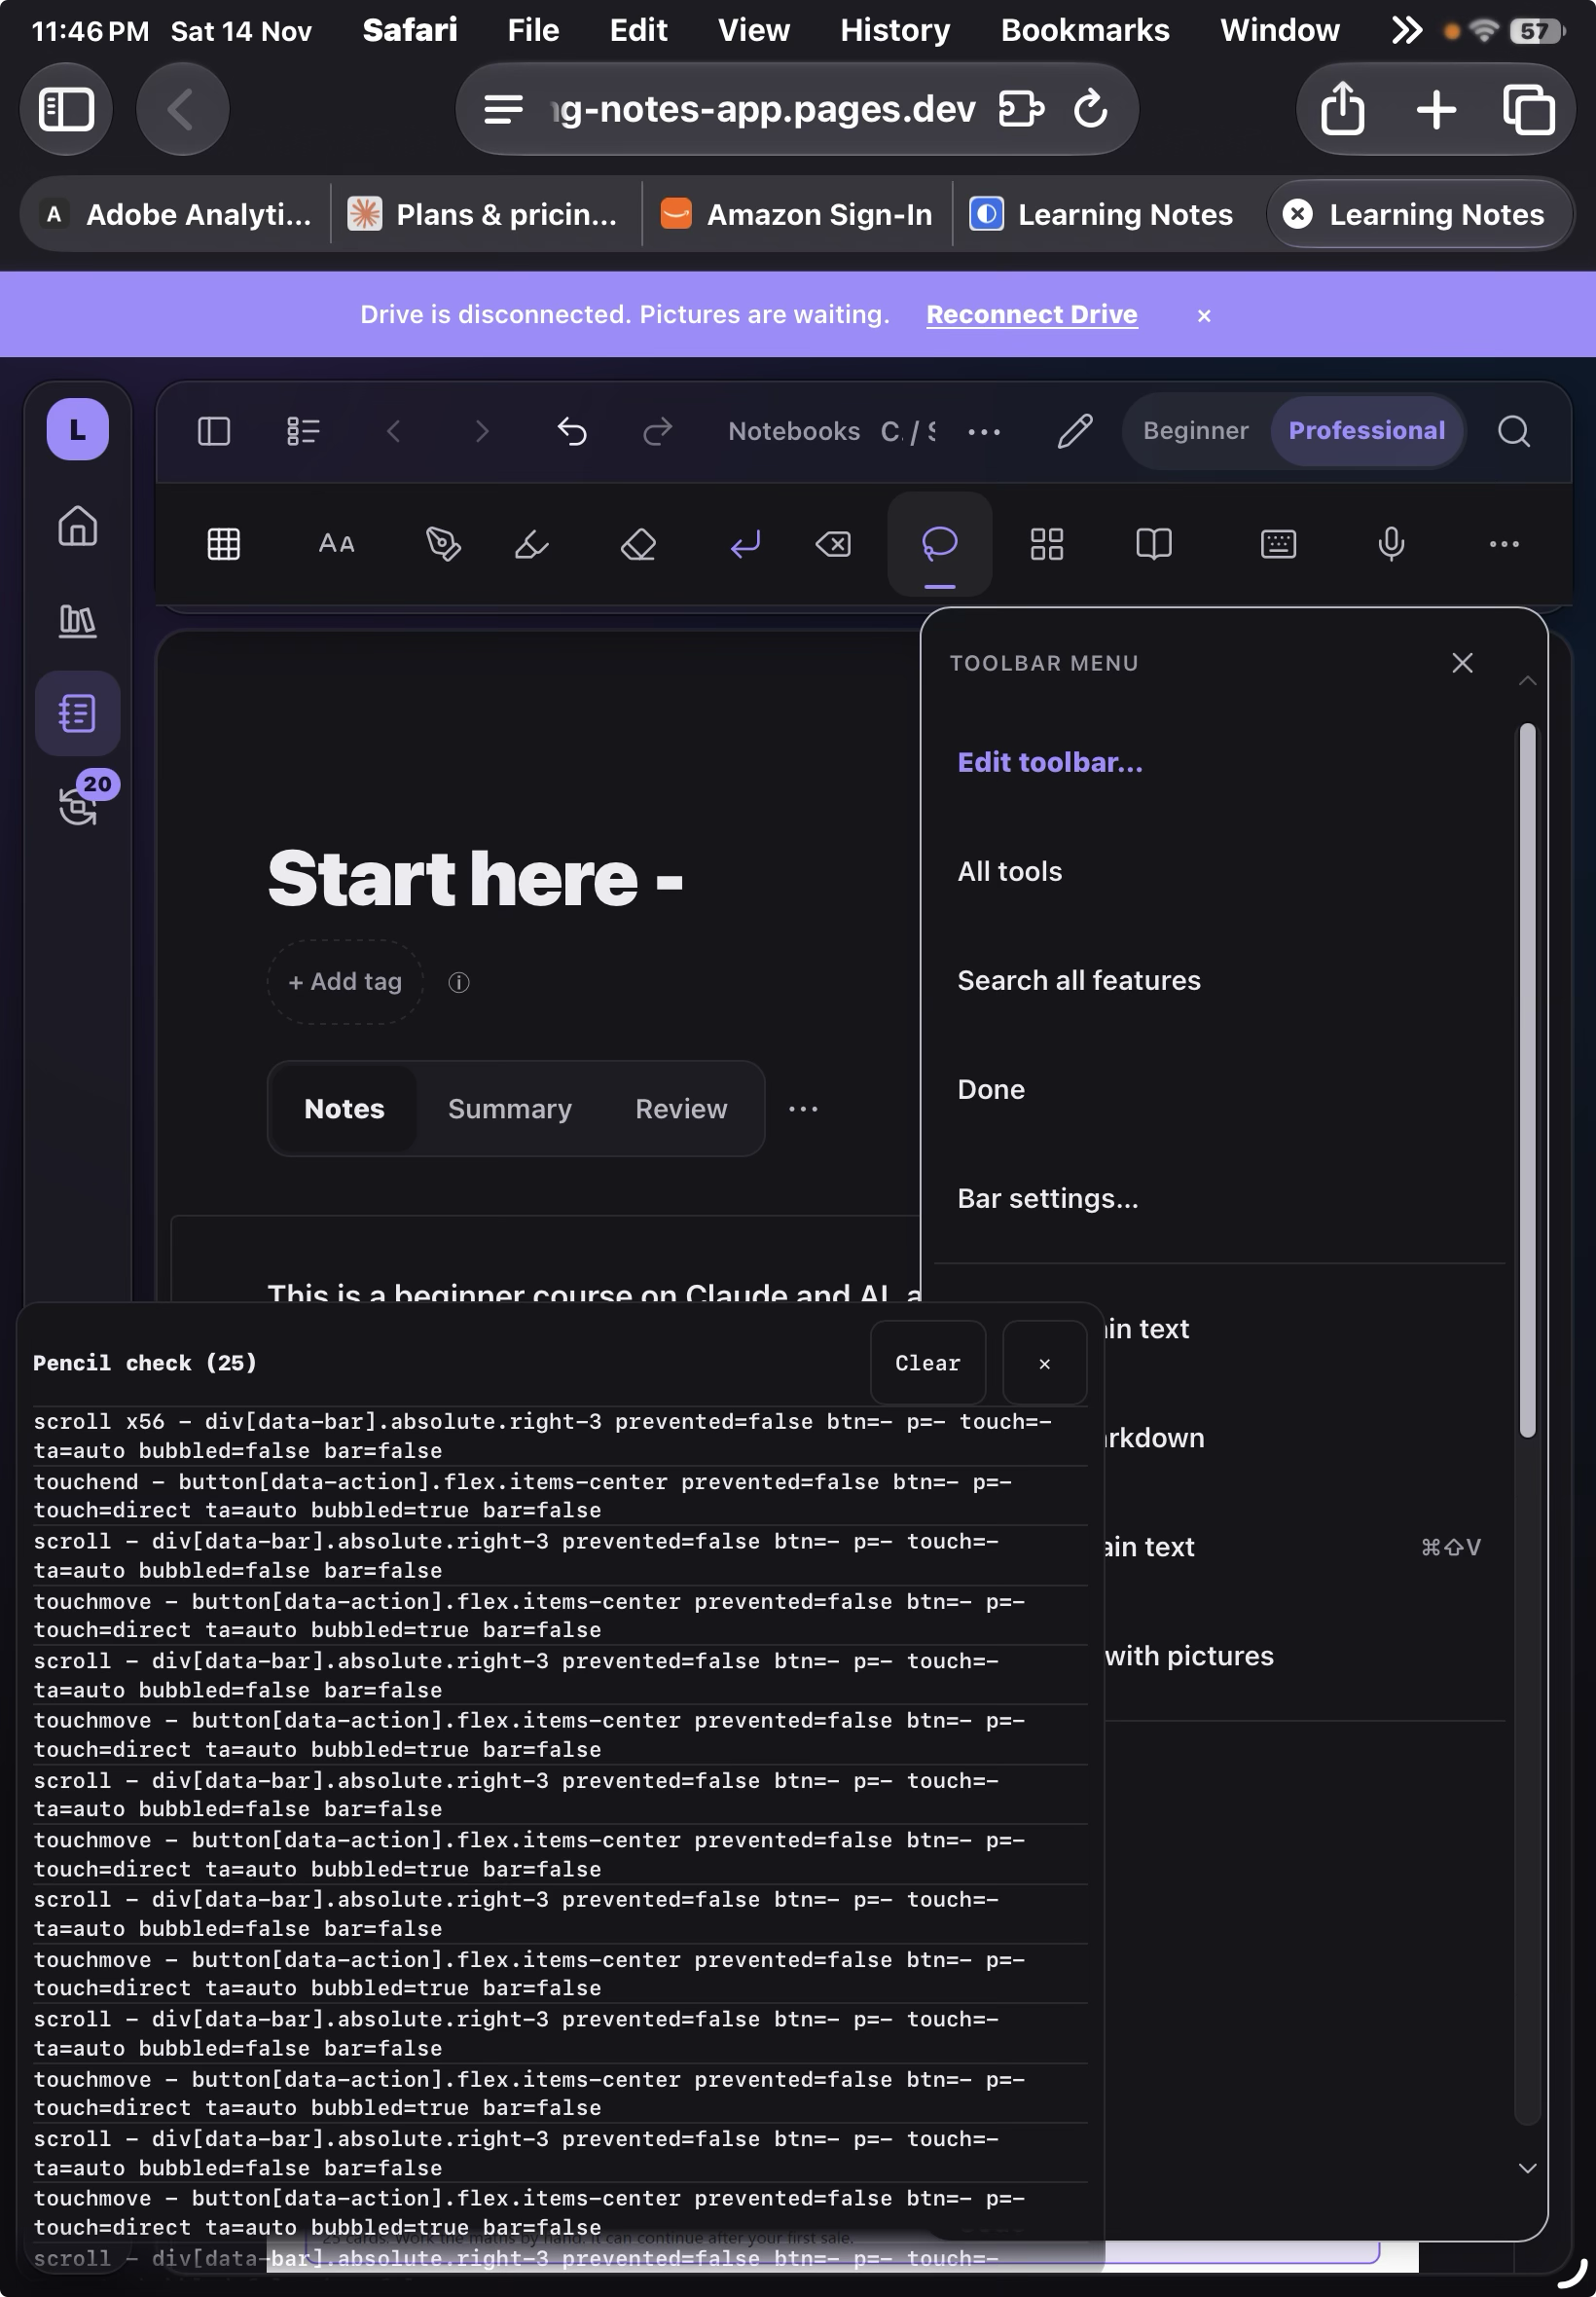 11:46 PM Sat 14 Nov Safari File Edit View History Bookmarks Window 57
g-notes-app.pages.dev
A Adobe Analyti... Plans & pricin... Amazon Sign-In Learning Notes Learning Notes
Drive is disconnected. Pictures are waiting. Reconnect Drive ×
L
Notebooks C / Beginner Professional
AA
TOOLBAR MENU
Edit toolbar...
20
Start here -
All tools
+ Add tag
Search all features
Notes Summary Review
Done
Bar settings...
This is a beginner course on Claude and AI,
in text
Pencil check (25) Clear ×
scroll x56 – div[data-bar].absolute.right-3 prevented=false btn=– p=– touch=–
ta=auto bubbled=false bar=false
rkdown
touchend – button[data-action].flex.items-center prevented=false btn=– p=–
touch=direct ta=auto bubbled=true bar=false
scroll – div[data-bar].absolute.right-3 prevented=false btn=– p=– touch=–
ta=auto bubbled=false bar=false
ain text ⌘⇧V
touchmove – button[data-action].flex.items-center prevented=false btn=– p=–
touch=direct ta=auto bubbled=true bar=false
scroll – div[data-bar].absolute.right-3 prevented=false btn=– p=– touch=–
ta=auto bubbled=false bar=false
with pictures
touchmove – button[data-action].flex.items-center prevented=false btn=– p=–
touch=direct ta=auto bubbled=true bar=false
scroll – div[data-bar].absolute.right-3 prevented=false btn=– p=– touch=–
ta=auto bubbled=false bar=false
touchmove – button[data-action].flex.items-center prevented=false btn=– p=–
touch=direct ta=auto bubbled=true bar=false
scroll – div[data-bar].absolute.right-3 prevented=false btn=– p=– touch=–
ta=auto bubbled=false bar=false
touchmove – button[data-action].flex.items-center prevented=false btn=– p=–
touch=direct ta=auto bubbled=true bar=false
scroll – div[data-bar].absolute.right-3 prevented=false btn=– p=– touch=–
ta=auto bubbled=false bar=false
touchmove – button[data-action].flex.items-center prevented=false btn=– p=–
touch=direct ta=auto bubbled=true bar=false
scroll – div[data-bar].absolute.right-3 prevented=false btn=– p=– touch=–
ta=auto bubbled=false bar=false
touchmove – button[data-action].flex.items-center prevented=false btn=– p=–
touch=direct ta=auto bubbled=true bar=false
25 cards. Work the maths by hand. It can continue after your first sale.
scroll – div[data-bar].absolute.right-3 prevented=false btn=– p=– touch=–